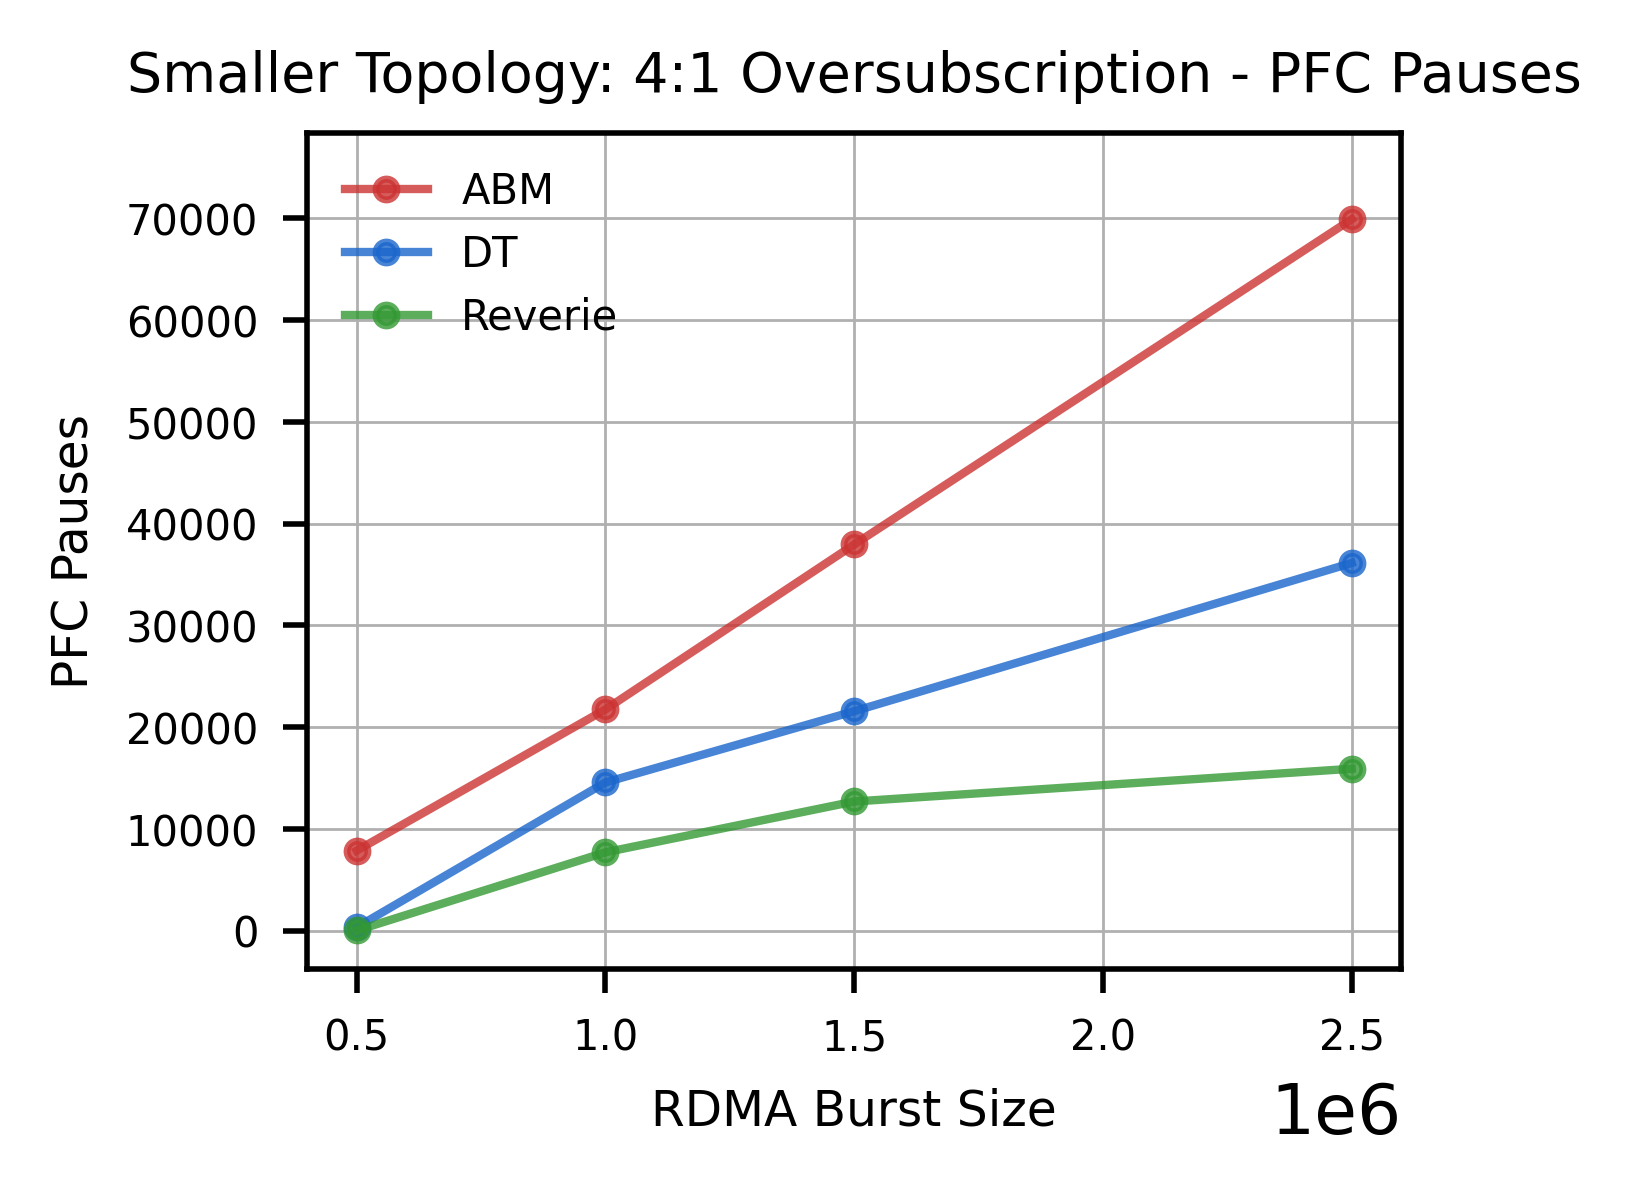 Smaller Topology: 4:1 Oversubscription - PFC Pauses
ABM
DT
Reverie
PFC Pauses
70000
60000
50000
40000
30000
20000
10000
0
0.5 1.0 1.5 2.0 2.5
RDMA Burst Size
1e6